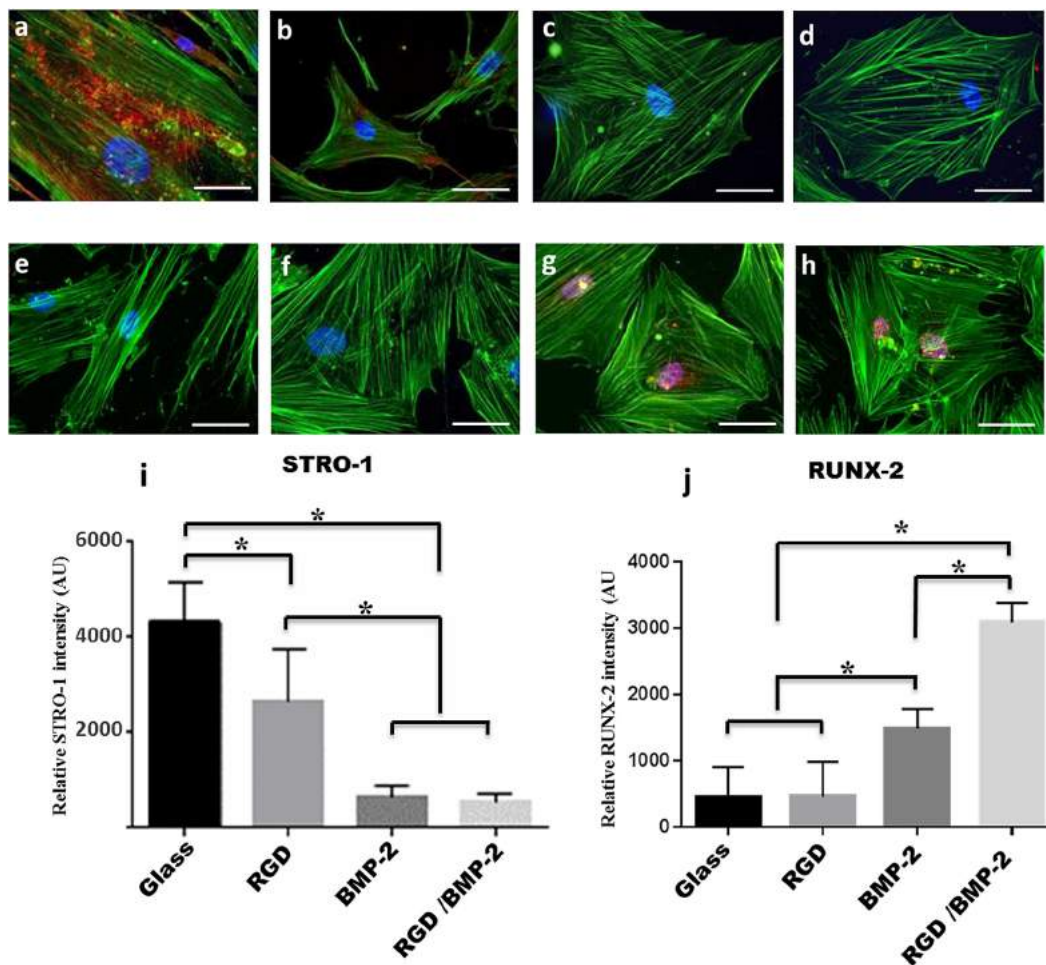 a
b
c
d
e
f
g
h
i
STRO-1
*
*
*
6000
4000
2000
Relative STRO-1 intensity (AU)
Glass
RGD
BMP-2
RGD /BMP-2
j
RUNX-2
*
*
*
4000
3000
2000
1000
0
Relative RUNX-2 intensity (AU
Glass
RGD
BMP-2
RGD /BMP-2